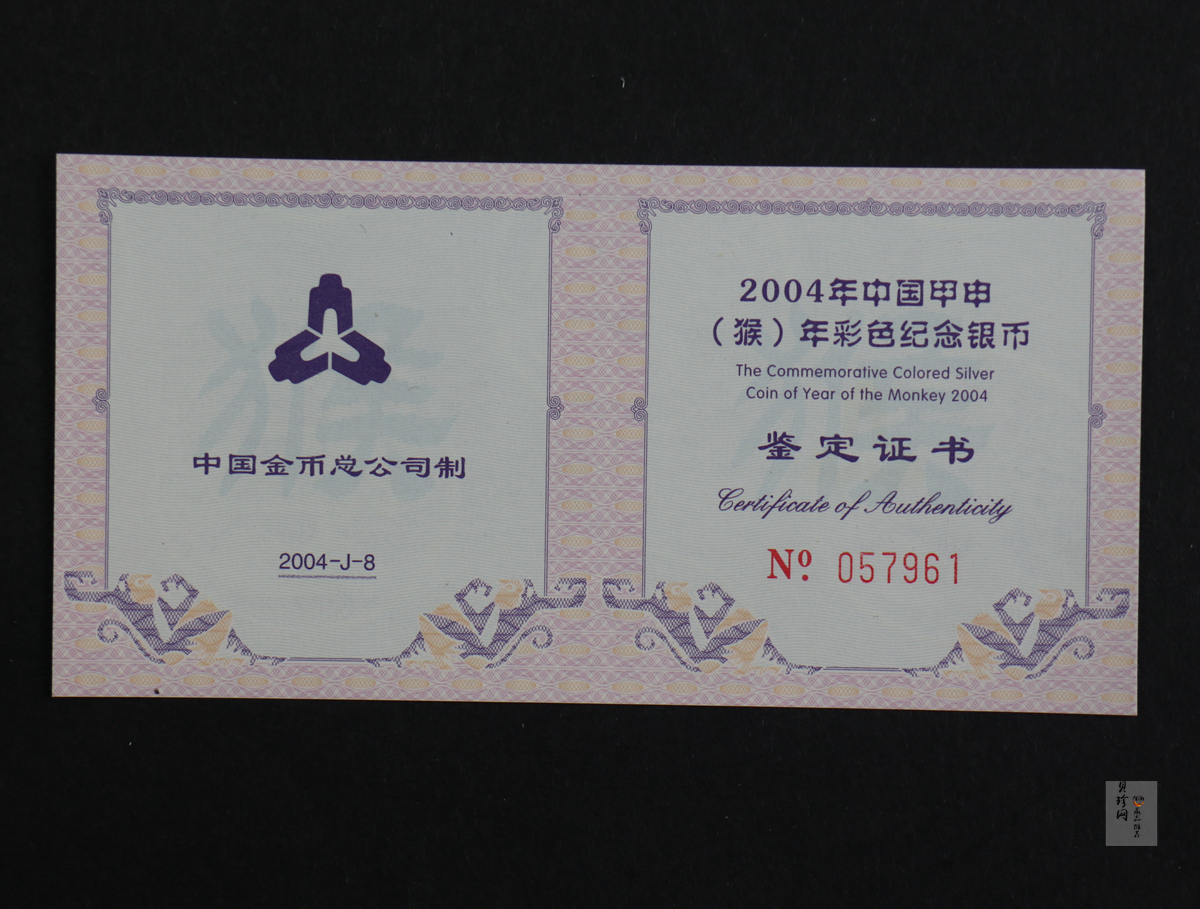 中国金币总公司制
2004-J-8
2004年中国甲申
（猴）年彩色纪念银币
The Commemorative Colored Silver
Coin of Year of the Monkey 2004
鉴定证书
Certificate of Authenticity
Nº 057961